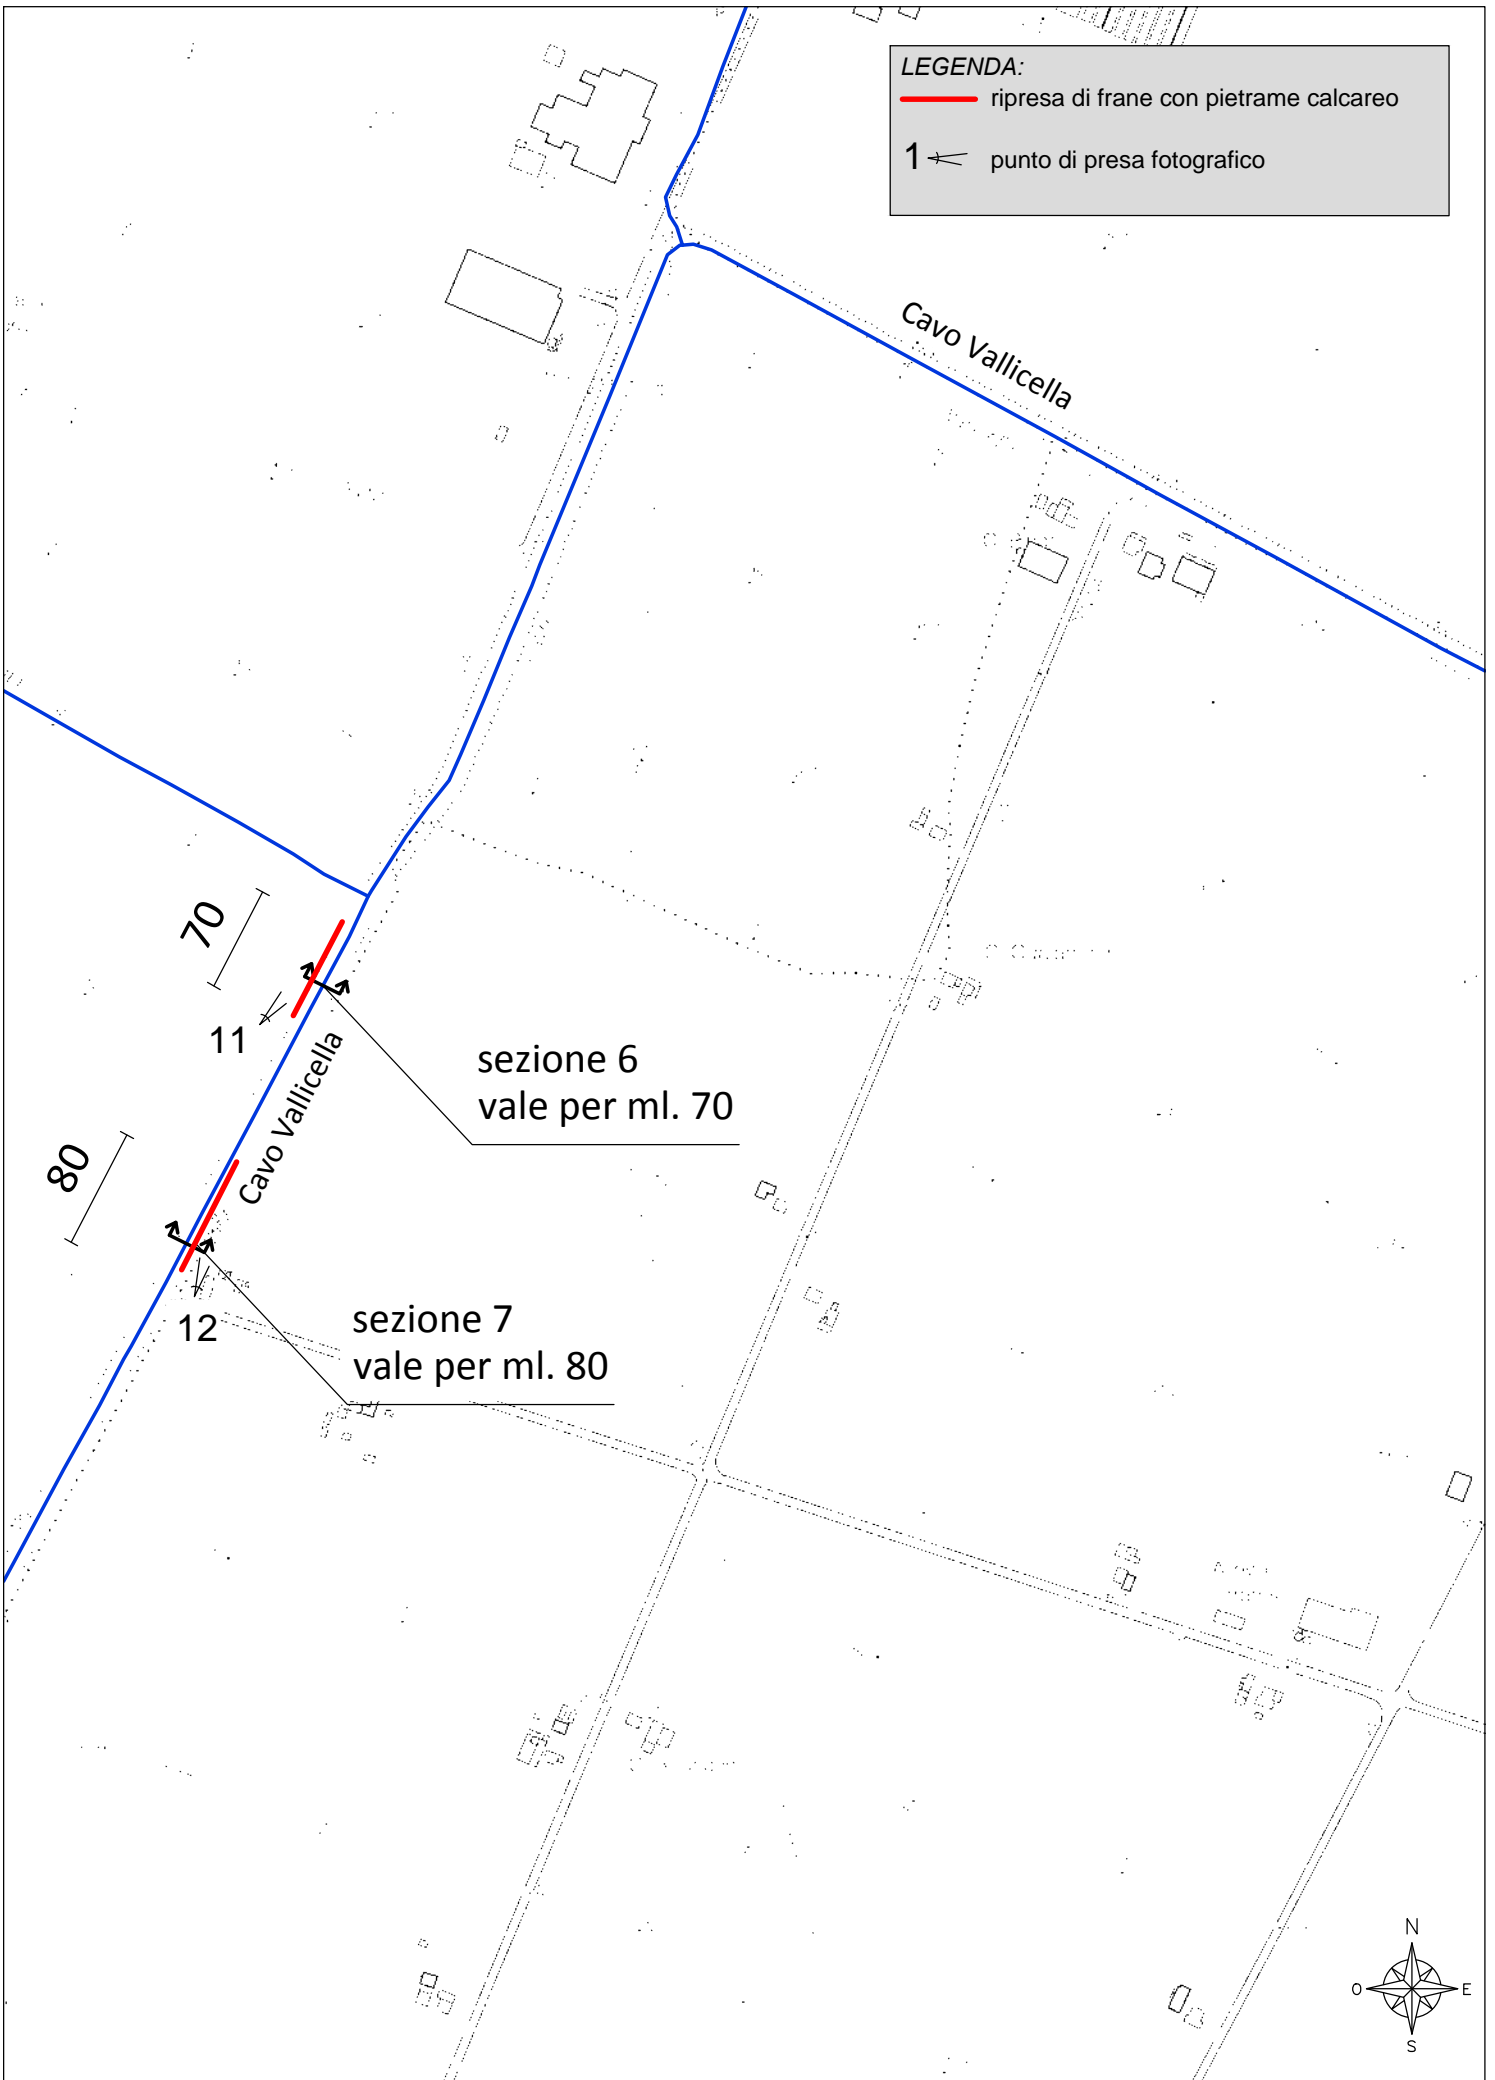 LEGENDA:
ripresa di frane con pietrame calcareo
1 punto di presa fotografico
Cavo Vallicella
70
11
sezione 6
vale per ml. 70
Cavo Vallicella
80
12
sezione 7
vale per ml. 80
N
O E
S